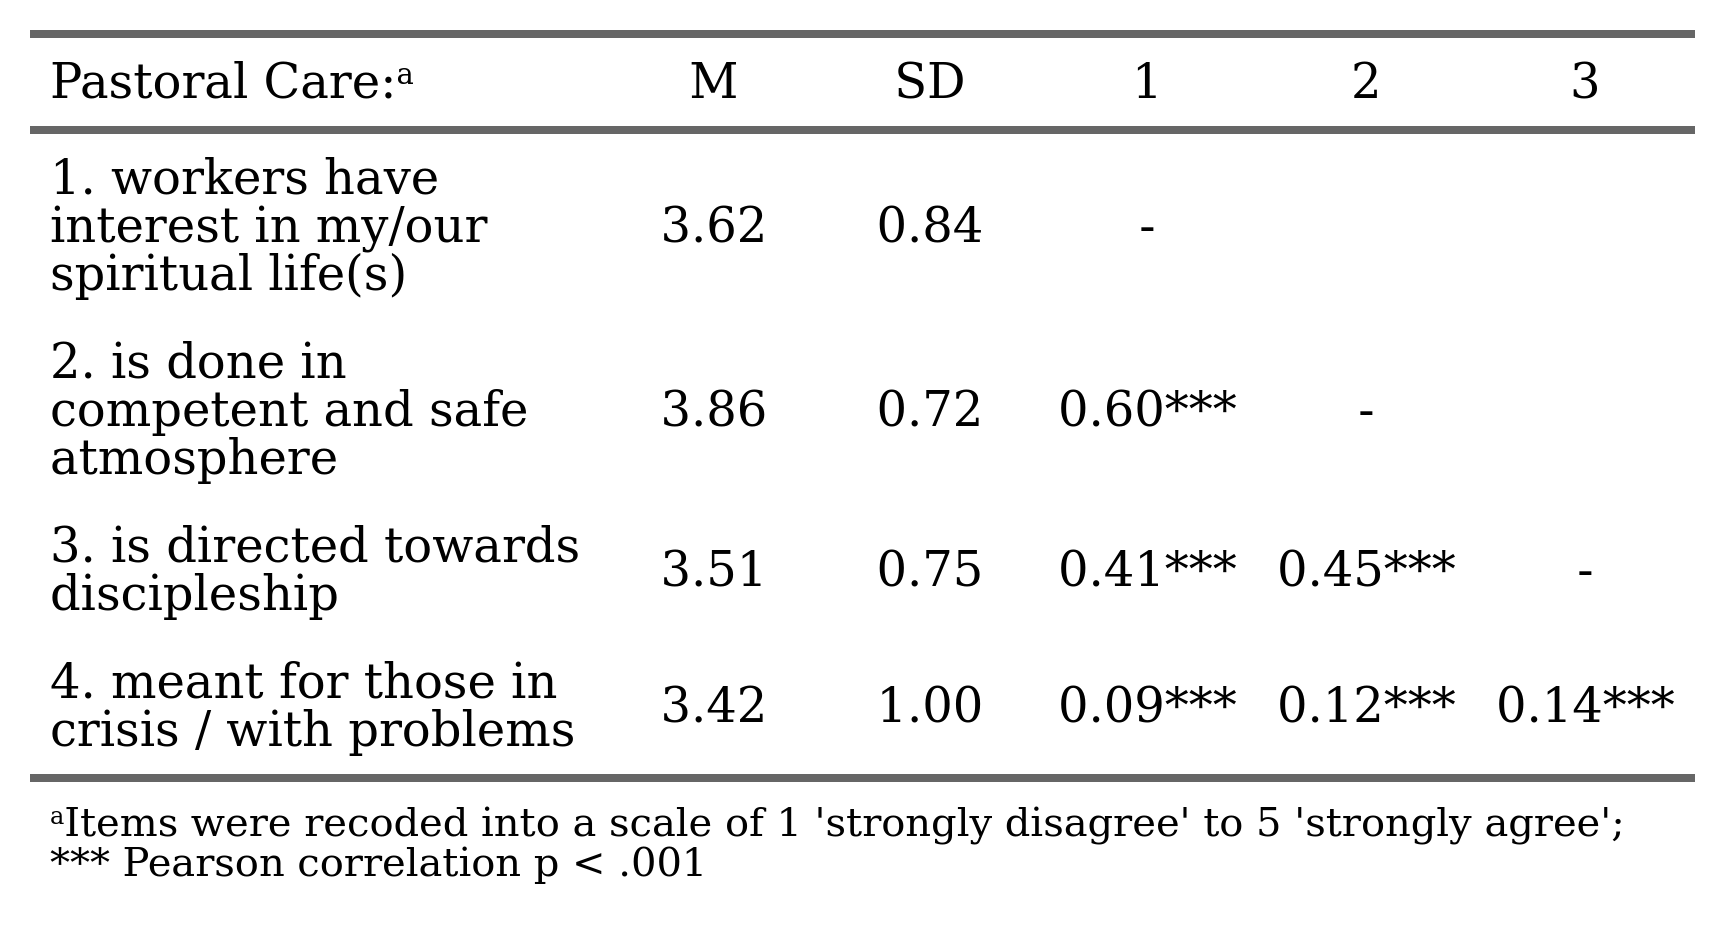 Pastoral Care:ᵃ M SD 1 2 3
1. workers have
interest in my/our
spiritual life(s)
3.62 0.84 -
2. is done in
competent and safe
atmosphere
3.86 0.72 0.60*** -
3. is directed towards
discipleship
3.51 0.75 0.41*** 0.45*** -
4. meant for those in
crisis / with problems
3.42 1.00 0.09*** 0.12*** 0.14***
ᵃItems were recoded into a scale of 1 'strongly disagree' to 5 'strongly agree';
*** Pearson correlation p < .001